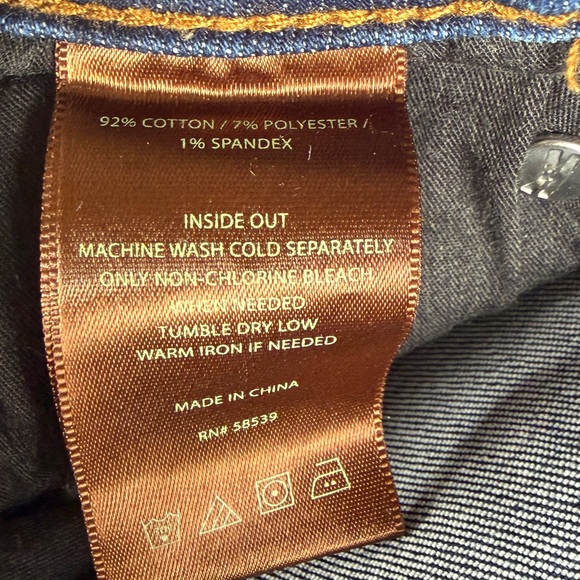 92% COTTON / 7% POLYESTER /
1% SPANDEX
INSIDE OUT
MACHINE WASH COLD SEPARATELY
ONLY NON-CHLORINE BLEACH
WHEN NEEDED
TUMBLE DRY LOW
WARM IRON IF NEEDED
MADE IN CHINA
RN# 58539